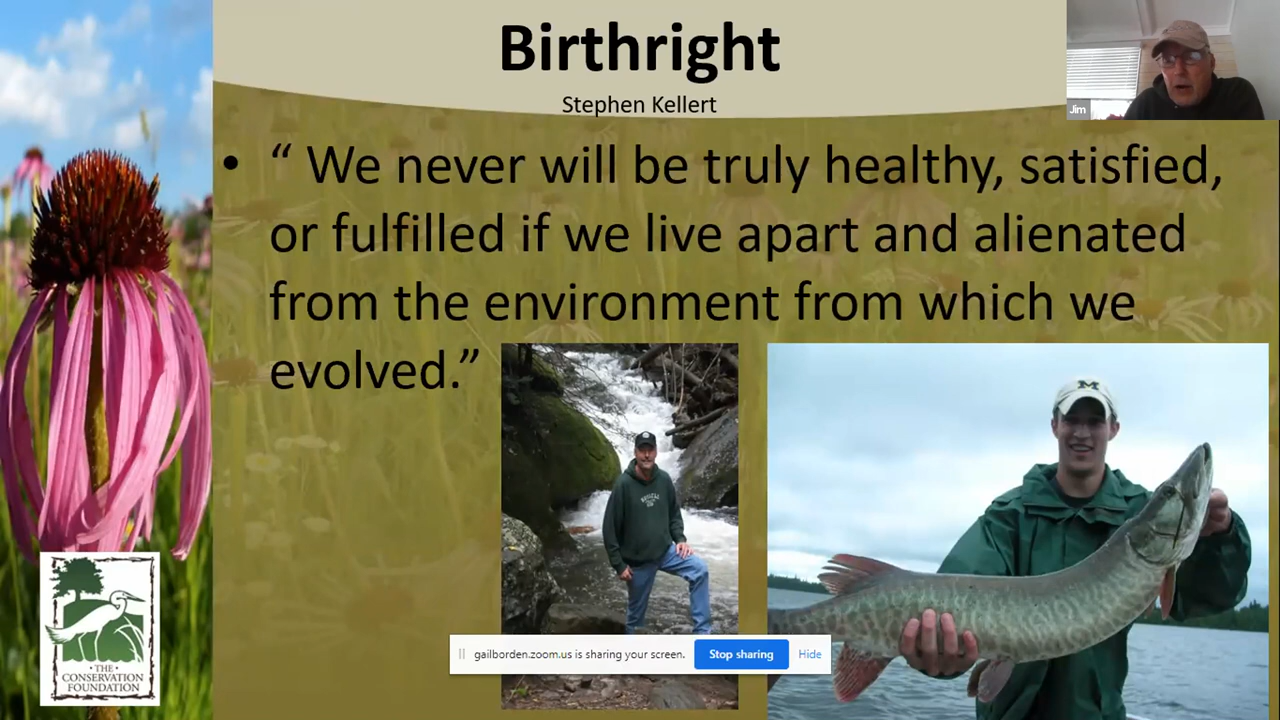 Birthright
Stephen Kellert
Jim
• “ We never will be truly healthy, satisfied,
or fulfilled if we live apart and alienated
from the environment from which we
evolved.”
M
gailborden.zoom.us is sharing your screen.
Stop sharing
Hide
· THE ·
CONSERVATION
FOUNDATION